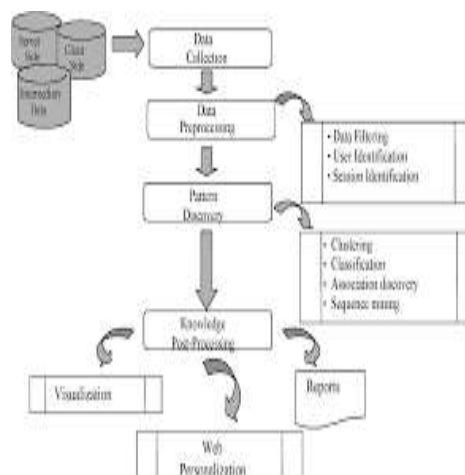 Server
Side
Client
Side
Intermediary
Data
Data
Collection
Data
Preprocessing
• Data Filtering
• User Identification
• Session Identification
Pattern
Discovery
• Clustering
• Classification
• Association discovery
• Sequence mining
Knowledge
Post-Processing
Visualization
Reports
Web
Personalization